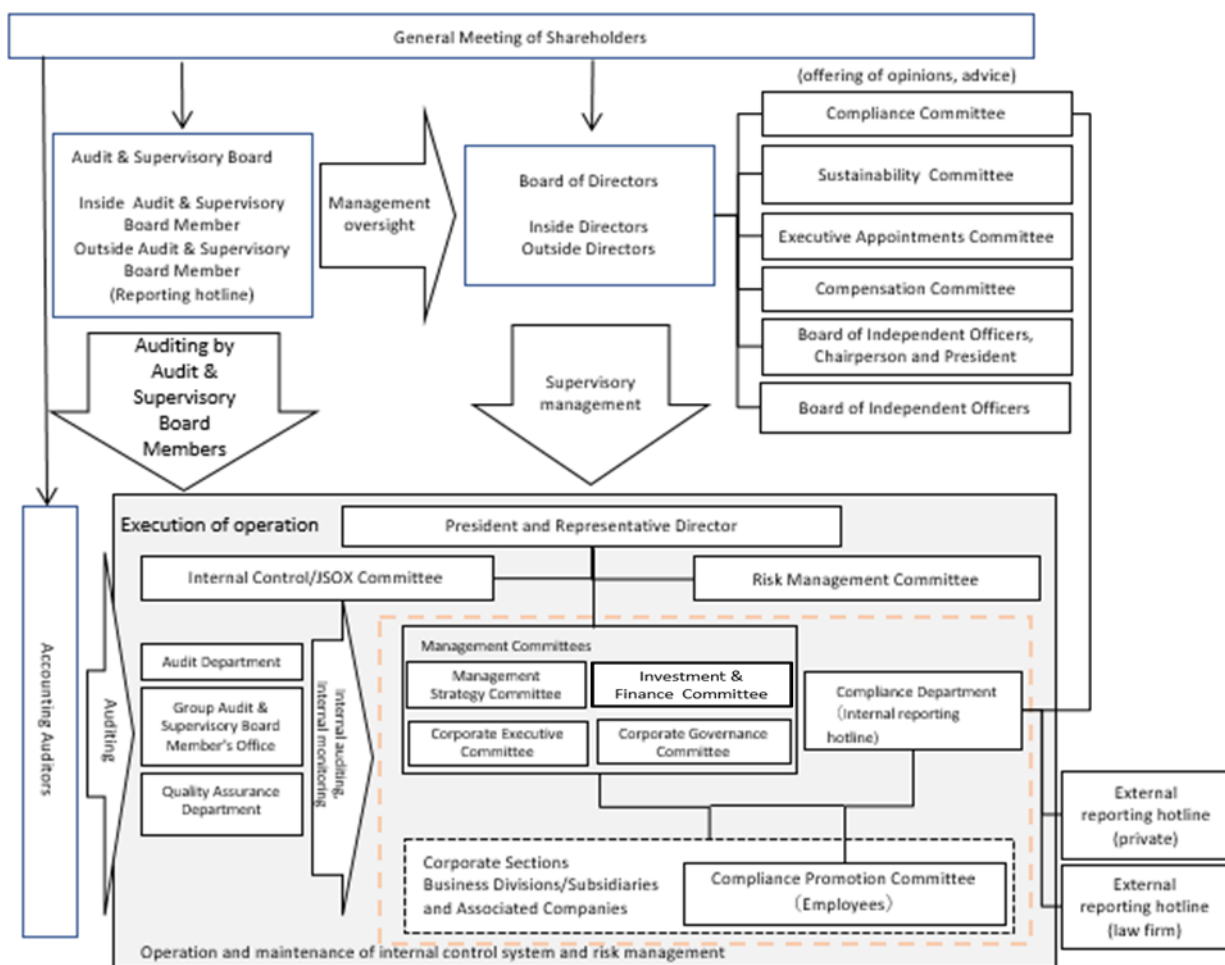 General Meeting of Shareholders
(offering of opinions, advice)
Compliance Committee
Sustainability Committee
Executive Appointments Committee
Compensation Committee
Board of Independent Officers,
Chairperson and President
Board of Independent Officers
Audit & Supervisory Board
Inside Audit & Supervisory
Board Member
Outside Audit & Supervisory
Board Member
(Reporting hotline)
Management
oversight
Board of Directors
Inside Directors
Outside Directors
Auditing by
Audit &
Supervisory
Board
Members
Supervisory
management
Accounting Auditors
Auditing
Execution of operation
President and Representative Director
Internal Control/JSOX Committee
Risk Management Committee
Audit Department
Group Audit &
Supervisory Board
Member's Office
Quality Assurance
Department
Internal auditing,
internal monitoring
Management Committees
Management
Strategy Committee
Investment &
Finance Committee
Corporate Executive
Committee
Corporate Governance
Committee
Compliance Department
(Internal reporting
hotline)
Corporate Sections
Business Divisions/Subsidiaries
and Associated Companies
Compliance Promotion Committee
(Employees)
External
reporting hotline
(private)
External
reporting hotline
(law firm)
Operation and maintenance of internal control system and risk management